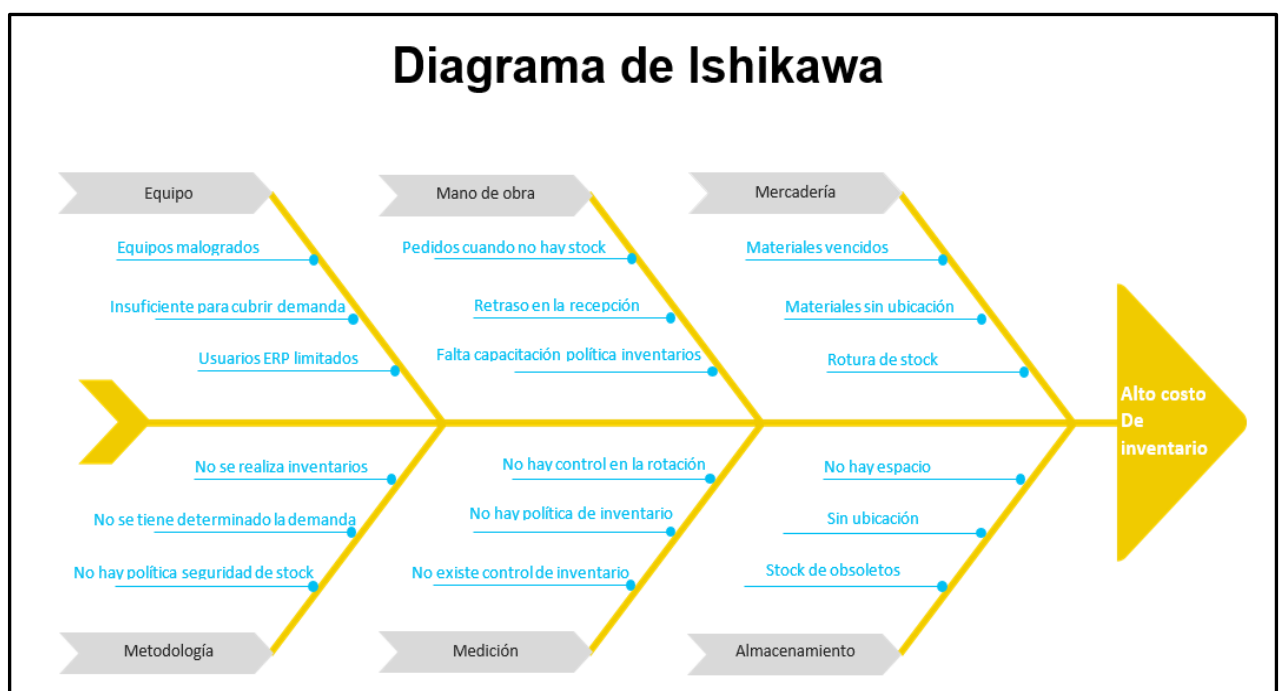 Diagrama de Ishikawa
Equipo
Mano de obra
Mercadería
Equipos malogrados
Pedidos cuando no hay stock
Materiales vencidos
Insuficiente para cubrir demanda
Retraso en la recepción
Materiales sin ubicación
Usuarios ERP limitados
Falta capacitación política inventarios
Rotura de stock
Alto costo
De
inventario
No se realiza inventarios
No hay control en la rotación
No hay espacio
No se tiene determinado la demanda
No hay política de inventario
Sin ubicación
No hay política seguridad de stock
No existe control de inventario
Stock de obsoletos
Metodología
Medición
Almacenamiento